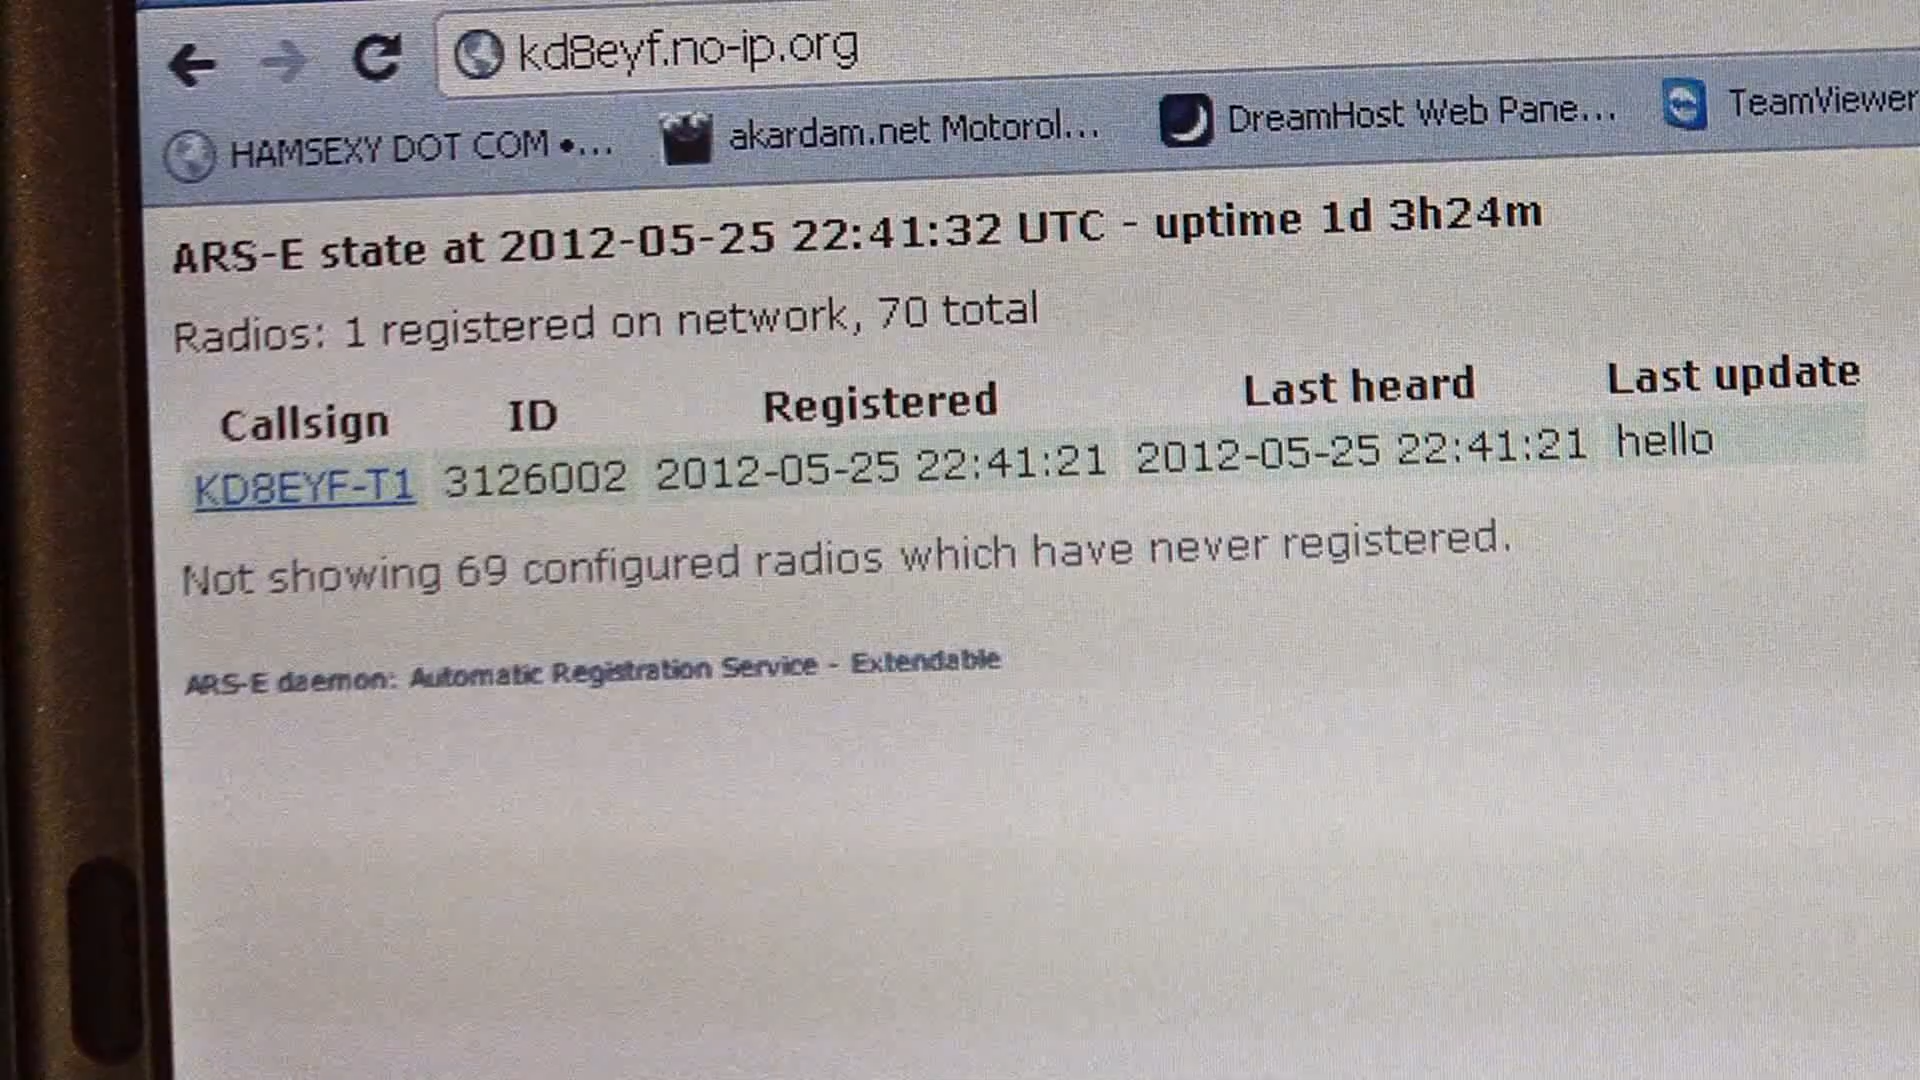 kd8eyf.no-ip.org
HAMSEXY DOT COM •... akardam.net Motorol... DreamHost Web Pane... TeamViewer
ARS-E state at 2012-05-25 22:41:32 UTC - uptime 1d 3h24m
Radios: 1 registered on network, 70 total
Callsign ID Registered Last heard Last update
KD8EYF-T1 3126002 2012-05-25 22:41:21 2012-05-25 22:41:21 hello
Not showing 69 configured radios which have never registered.
ARS-E daemon: Automatic Registration Service - Extendable